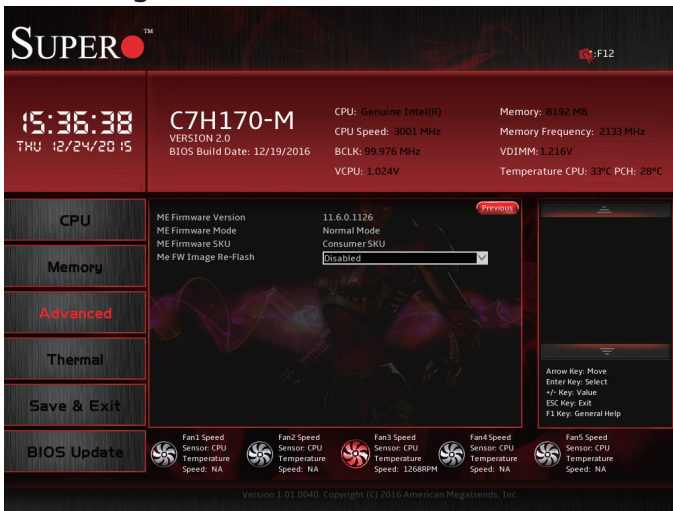 SUPER TM
:F12
15:36:38
THU 12/24/2015
C7H170-M
VERSION 2.0
BIOS Build Date: 12/19/2016
CPU: Genuine Intel(R)
CPU Speed: 3001 MHz
BCLK: 99.976 MHz
VCPU: 1.024V
Memory: 8192 MB
Memory Frequency: 2133 MHz
VDIMM: 1.216V
Temperature CPU: 33°C PCH: 28°C
CPU
Memory
Advanced
Thermal
Save & Exit
BIOS Update
Previous
ME Firmware Version 11.6.0.1126
ME Firmware Mode Normal Mode
ME Firmware SKU Consumer SKU
Me FW Image Re-Flash Disabled
Arrow Key: Move
Enter Key: Select
+/- Key: Value
ESC Key: Exit
F1 Key: General Help
Fan1 Speed
Sensor: CPU
Temperature
Speed: NA
Fan2 Speed
Sensor: CPU
Temperature
Speed: NA
Fan3 Speed
Sensor: CPU
Temperature
Speed: 1268RPM
Fan4 Speed
Sensor: CPU
Temperature
Speed: NA
Fan5 Speed
Sensor: CPU
Temperature
Speed: NA
Version 1.01.0040. Copyright (C) 2016 American Megatrends, Inc.